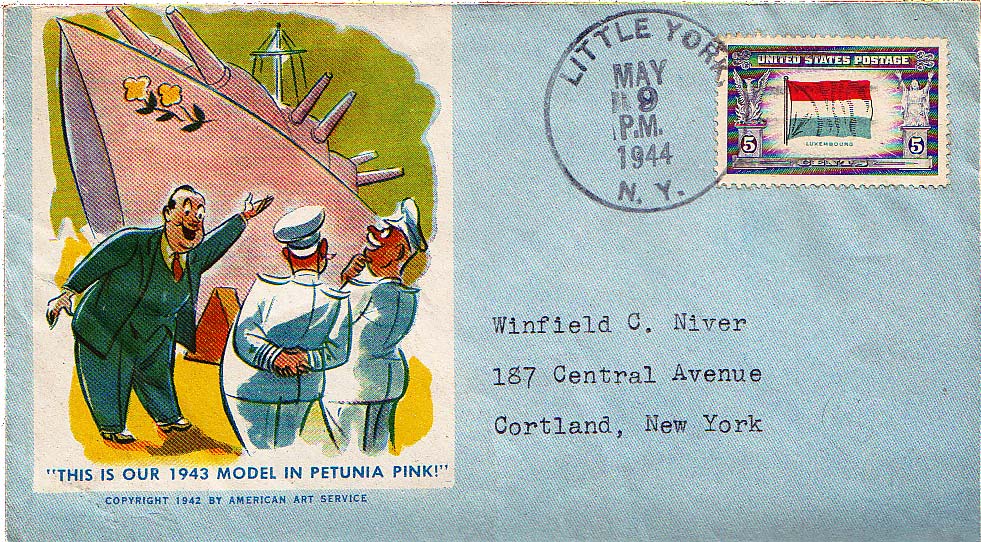 LITTLE YORK,
MAY
9
P.M.
1944
N. Y.
UNITED STATES POSTAGE
LUXEMBOURG
5 CENTS 5
Winfield C. Niver
187 Central Avenue
Cortland, New York
"THIS IS OUR 1943 MODEL IN PETUNIA PINK!"
COPYRIGHT 1942 BY AMERICAN ART SERVICE